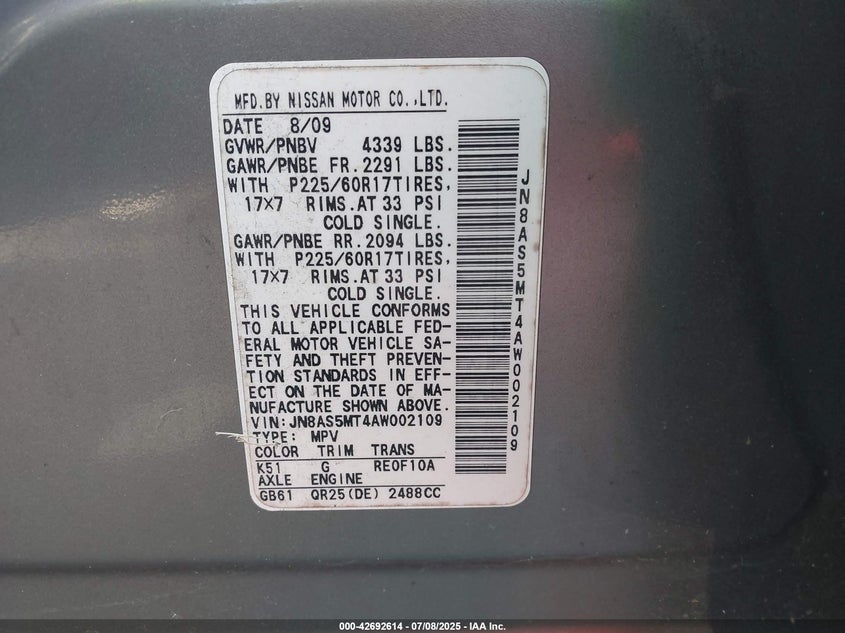 MFD.BY NISSAN MOTOR CO.,LTD.
DATE 8/09
GVWR/PNBV 4339 LBS.
GAWR/PNBE FR.2291 LBS.
WITH P225/60R17TIRES,
17×7 RIMS.AT 33 PSI
COLD SINGLE.
GAWR/PNBE RR.2094 LBS.
WITH P225/60R17TIRES,
17×7 RIMS.AT 33 PSI
COLD SINGLE.
THIS VEHICLE CONFORMS
TO ALL APPLICABLE FED-
ERAL MOTOR VEHICLE SA-
FETY AND THEFT PREVEN-
TION STANDARDS IN EFF-
ECT ON THE DATE OF MA-
NUFACTURE SHOWN ABOVE.
VIN:JN8AS5MT4AW002109
TYPE: MPV
COLOR TRIM TRANS
K51 G RE0F10A
AXLE ENGINE
GB61 QR25(DE) 2488CC
JN8AS5MT4AW002109
000-42692614 - 07/08/2025 - IAA Inc.